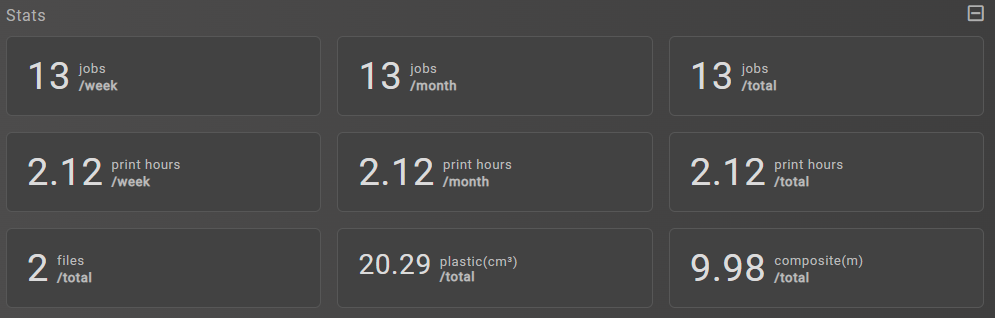 Stats
13 jobs /week
13 jobs /month
13 jobs /total
2.12 print hours /week
2.12 print hours /month
2.12 print hours /total
2 files /total
20.29 plastic(cm³) /total
9.98 composite(m) /total